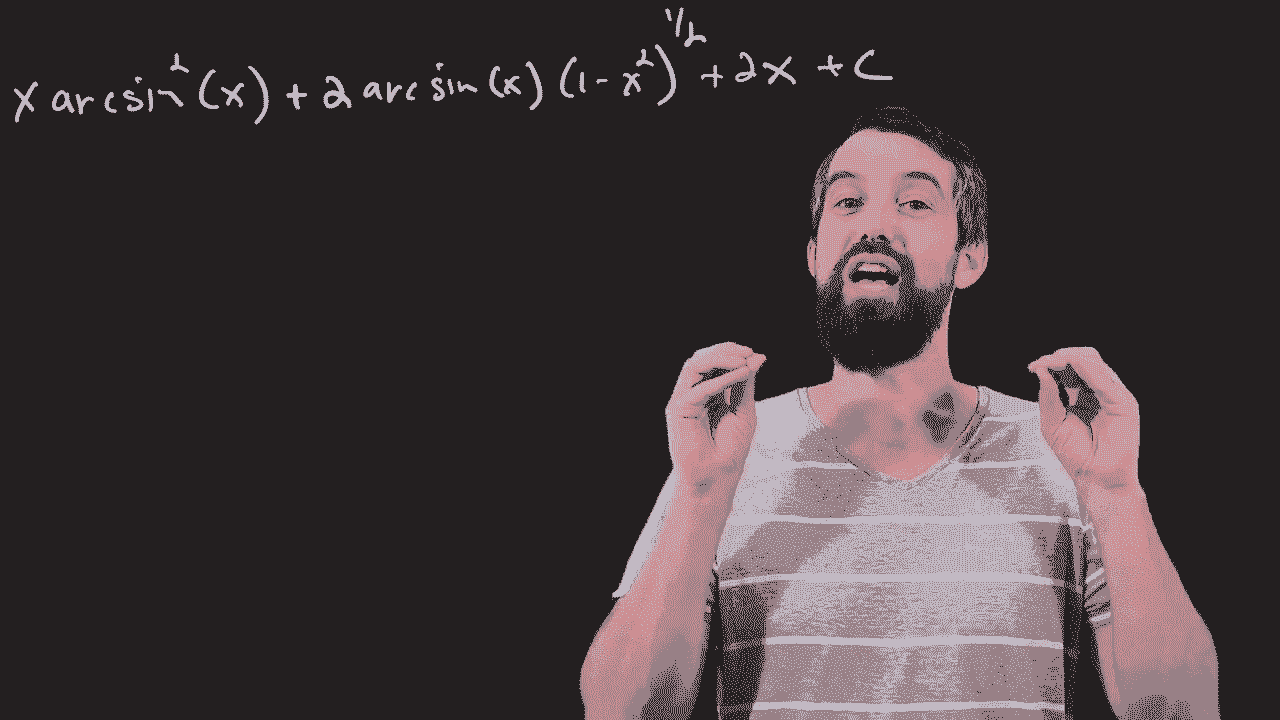 x arcsin²(x) + 2 arcsin(x) (1 - x²)^1/2 + 2x + C